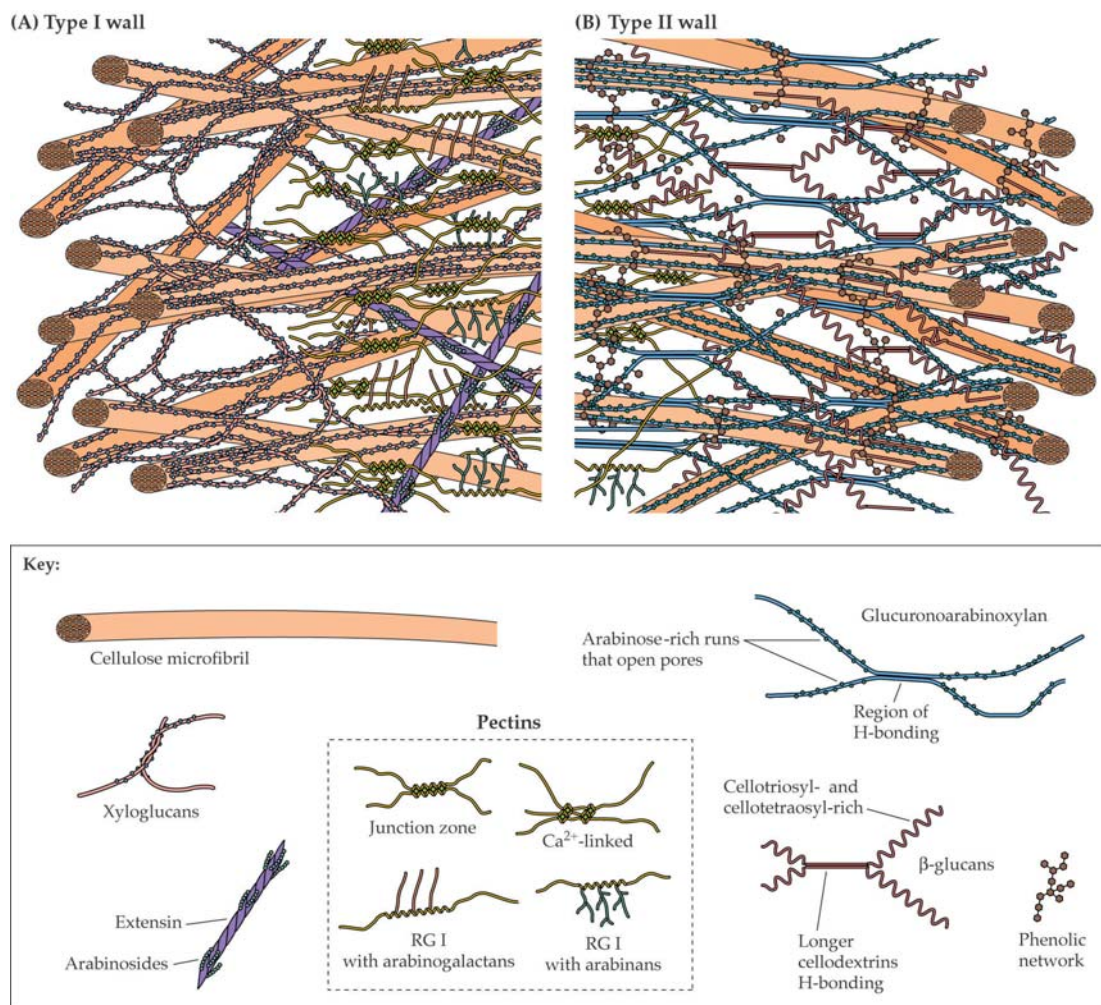 (A) Type I wall
(B) Type II wall
Key:
Cellulose microfibril
Xyloglucans
Extensin
Arabinosides
Pectins
Junction zone
Ca²⁺-linked
RG I
with arabinogalactans
RG I
with arabinans
Glucuronoarabinoxylan
Arabinose-rich runs
that open pores
Region of
H-bonding
Cellotriosyl- and
cellotetraosyl-rich
β-glucans
Longer
cellodextrins
H-bonding
Phenolic
network